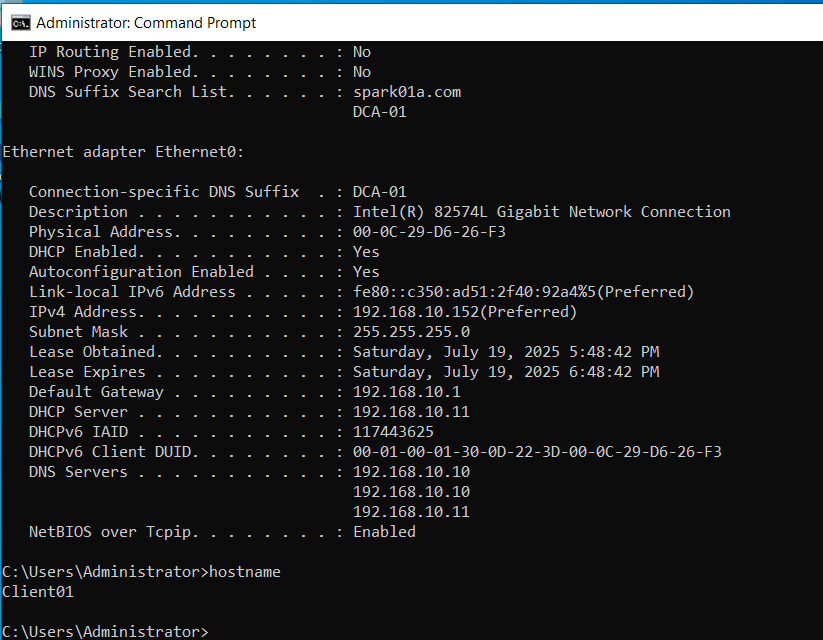 Administrator: Command Prompt
IP Routing Enabled. . . . . . . . : No
WINS Proxy Enabled. . . . . . . . : No
DNS Suffix Search List. . . . . . : spark01a.com
DCA-01
Ethernet adapter Ethernet0:
Connection-specific DNS Suffix  . : DCA-01
Description . . . . . . . . . . . : Intel(R) 82574L Gigabit Network Connection
Physical Address. . . . . . . . . : 00-0C-29-D6-26-F3
DHCP Enabled. . . . . . . . . . . : Yes
Autoconfiguration Enabled . . . . : Yes
Link-local IPv6 Address . . . . . : fe80::c350:ad51:2f40:92a4%5(Preferred)
IPv4 Address. . . . . . . . . . . : 192.168.10.152(Preferred)
Subnet Mask . . . . . . . . . . . : 255.255.255.0
Lease Obtained. . . . . . . . . . : Saturday, July 19, 2025 5:48:42 PM
Lease Expires . . . . . . . . . . : Saturday, July 19, 2025 6:48:42 PM
Default Gateway . . . . . . . . . : 192.168.10.1
DHCP Server . . . . . . . . . . . : 192.168.10.11
DHCPv6 IAID . . . . . . . . . . . : 117443625
DHCPv6 Client DUID. . . . . . . . : 00-01-00-01-30-0D-22-3D-00-0C-29-D6-26-F3
DNS Servers . . . . . . . . . . . : 192.168.10.10
192.168.10.10
192.168.10.11
NetBIOS over Tcpip. . . . . . . . : Enabled
C:\Users\Administrator>hostname
Client01
C:\Users\Administrator>